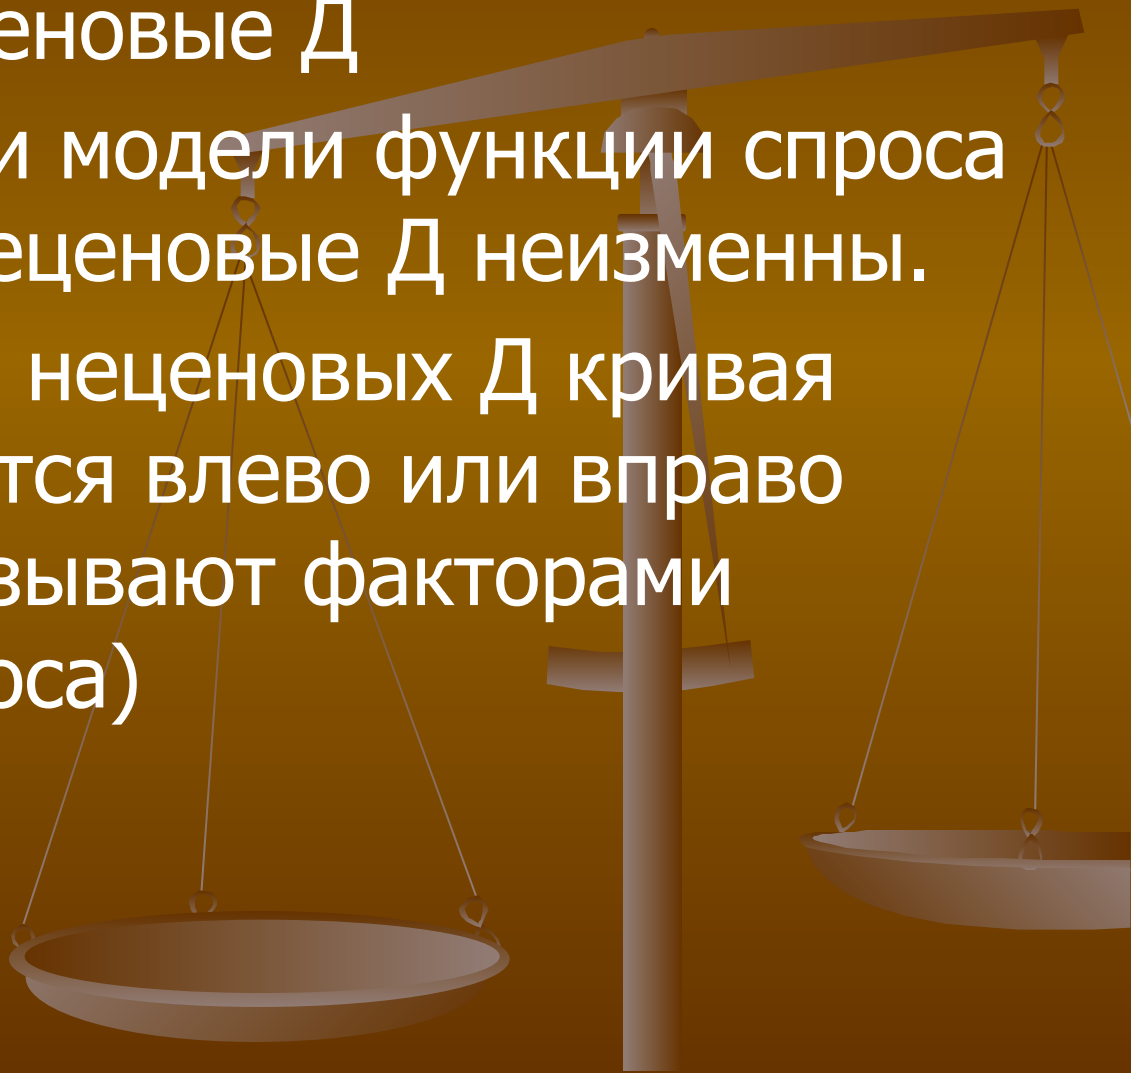 еновые Д
и модели функции спроса
еценовые Д неизменны.
неценовых Д кривая
тся влево или вправо
зывают факторами
оса)